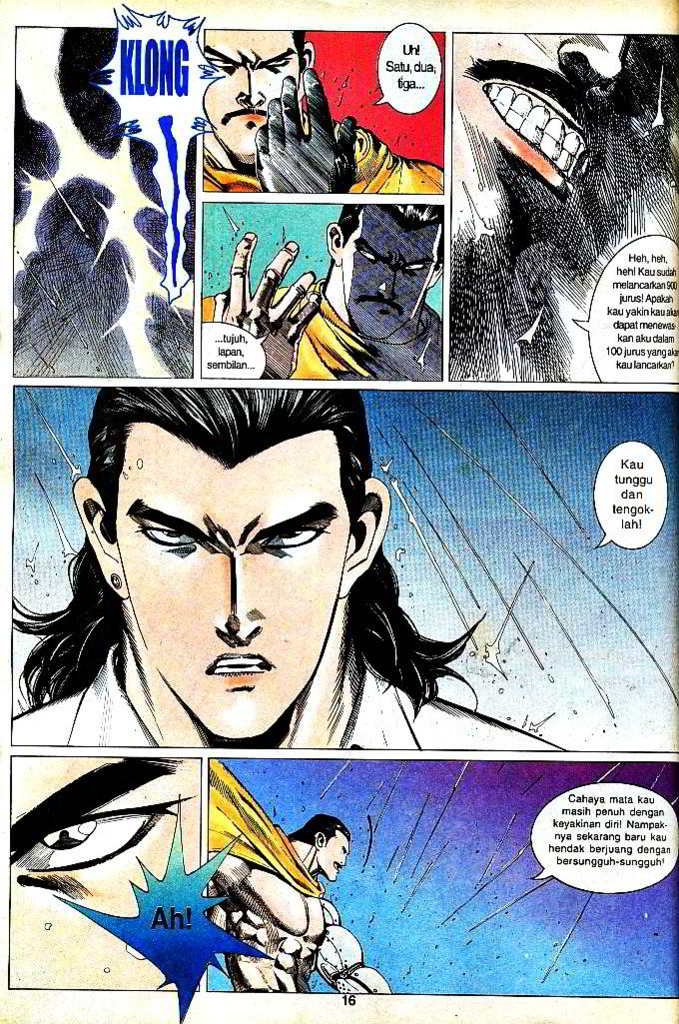 KLONG
Uh!
Satu, dua,
tiga...
...tujuh,
lapan,
sembilan...
Heh, heh,
heh! Kau sudah
melancarkan 900
jurus! Apakah
kau yakin kau akan
dapat menewas-
kan aku dalam
100 jurus yang akan
kau lancarkan?
Kau
tunggu
dan
tengok-
lah!
Ah!
Cahaya mata kau
masih penuh dengan
keyakinan diri! Nampak-
nya sekarang baru kau
hendak berjuang dengan
bersungguh-sungguh!
16